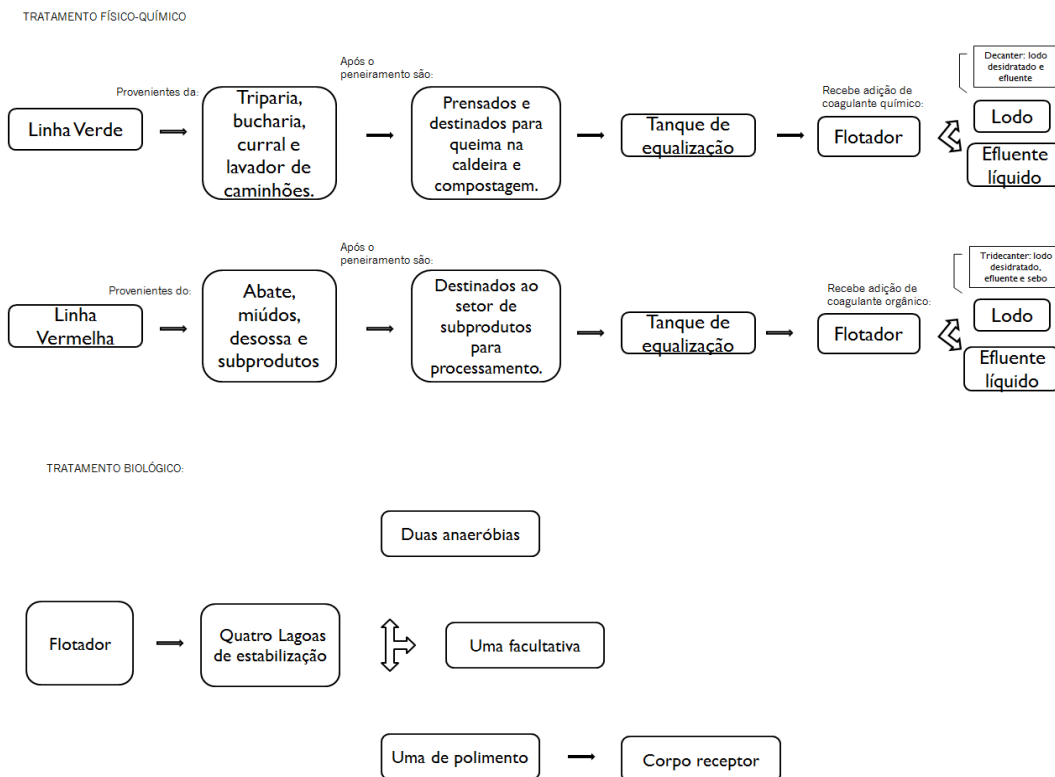 TRATAMENTO FÍSICO-QUÍMICO
Linha Verde
Provenientes da:
Triparia,
bucharia,
curral e
lavador de
caminhões.
Após o
peneiramento são:
Prensados e
destinados para
queima na
caldeira e
compostagem.
Tanque de
equalização
Recebe adição de
coagulante químico:
Flotador
Decanter: lodo
desidratado e
efluente
Lodo
Efluente
líquido
Linha
Vermelha
Provenientes do:
Abate,
miúdos,
desossa e
subprodutos
Após o
peneiramento são:
Destinados ao
setor de
subprodutos
para
processamento.
Tanque de
equalização
Recebe adição de
coagulante orgânico:
Flotador
Tridecanter: lodo
desidratado,
efluente e sebo
Lodo
Efluente
líquido
TRATAMENTO BIOLÓGICO:
Flotador
Quatro Lagoas
de estabilização
Duas anaeróbias
Uma facultativa
Uma de polimento
Corpo receptor